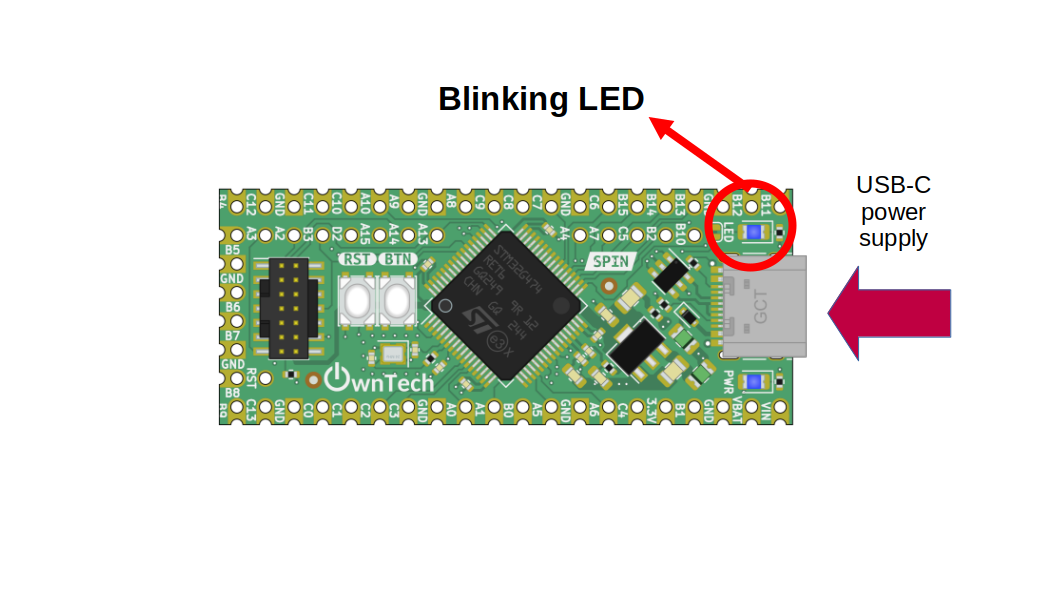 Blinking LED
USB-C
power
supply
B4 C12 GND C11 C10 A10 A9 GND A8 C9 C8 C7 GND C6 B15 B14 B13 B12 B11
A3 A2 B3 D2 A15 A14 A13 A4 A7 C5 B2 B10 LED
B5
GND
B6
B7
GND
B8
RST
RST BTN
SPIN
STM32G474
GCT
OwnTech
PWR
C13 GND C0 C1 C2 C3 GND A0 A1 B0 A5 GND A6 C4 3.3V B1 GND VBAT VIN